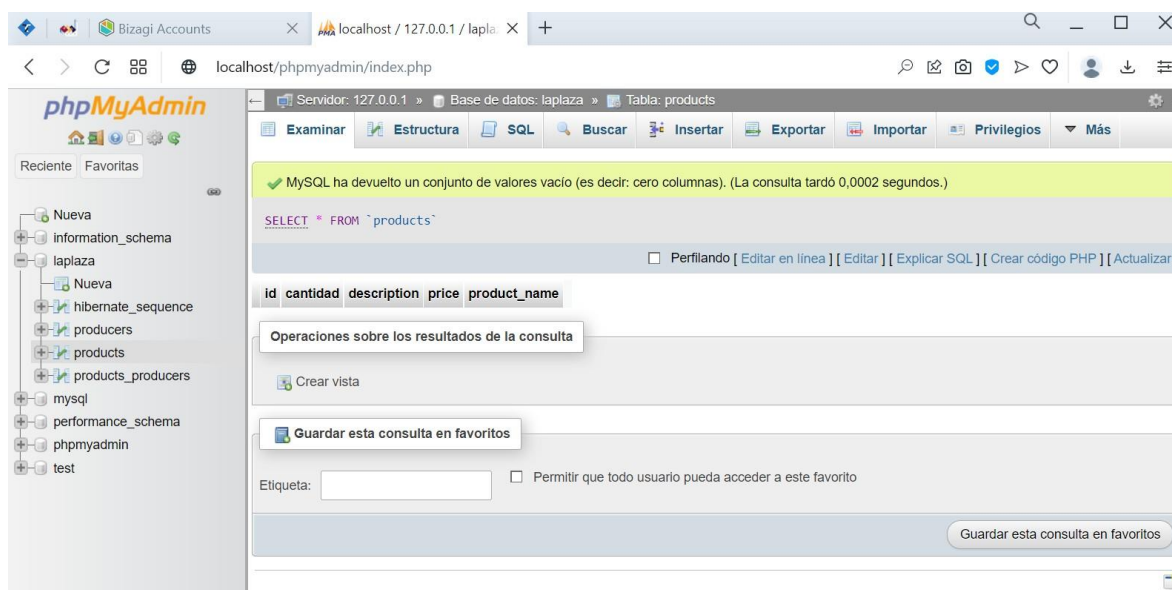 Bizagi Accounts
localhost / 127.0.0.1 / lapla
localhost/phpmyadmin/index.php
phpMyAdmin
Reciente Favoritas
Nueva
information_schema
laplaza
Nueva
hibernate_sequence
producers
products
products_producers
mysql
performance_schema
phpmyadmin
test
Servidor: 127.0.0.1 » Base de datos: laplaza » Tabla: products
Examinar Estructura SQL Buscar Insertar Exportar Importar Privilegios Más
MySQL ha devuelto un conjunto de valores vacío (es decir: cero columnas). (La consulta tardó 0,0002 segundos.)
SELECT * FROM `products`
Perfilando [ Editar en línea ] [ Editar ] [ Explicar SQL ] [ Crear código PHP ] [ Actualizar
id cantidad description price product_name
Operaciones sobre los resultados de la consulta
Crear vista
Guardar esta consulta en favoritos
Etiqueta: Permitir que todo usuario pueda acceder a este favorito
Guardar esta consulta en favoritos